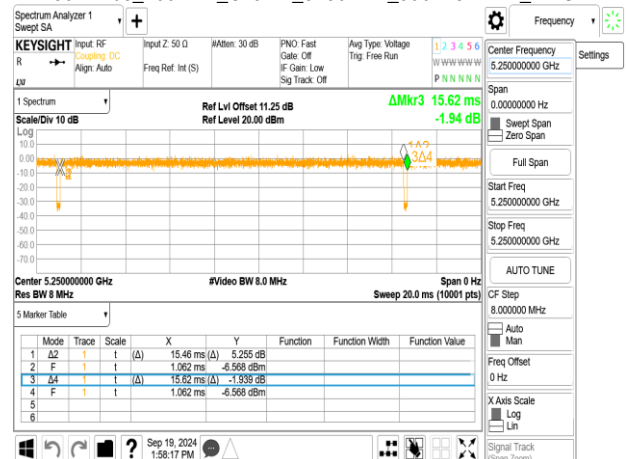 Spectrum Analyzer 1
Swept SA
Frequency
Settings
KEYSIGHT
R
Input: RF
Coupling: DC
Align: Auto
Input Z: 50 Ω
Freq Ref: Int (S)
#Atten: 30 dB
PNO: Fast
Gate: Off
IF Gain: Low
Sig Track: Off
Avg Type: Voltage
Trig: Free Run
1 2 3 4 5 6
W W W W W W
P N N N N N
1 Spectrum
Scale/Div 10 dB
Ref Lvl Offset 11.25 dB
Ref Level 20.00 dBm
ΔMkr3 15.62 ms
-1.94 dB
Log
10.0
0.00
-10.0
-20.0
-30.0
-40.0
-50.0
-60.0
-70.0
3Δ4
Center 5.250000000 GHz
Res BW 8 MHz
#Video BW 8.0 MHz
Span 0 Hz
Sweep 20.0 ms (10001 pts)
5 Marker Table
Mode Trace Scale X Y Function Function Width Function Value
1 Δ2 1 t (Δ) 15.46 ms (Δ) 5.255 dB
2 F 1 t 1.062 ms -6.568 dBm
3 Δ4 1 t (Δ) 15.62 ms (Δ) -1.939 dB
4 F 1 t 1.062 ms -6.568 dBm
5
6
?
Sep 19, 2024
1:58:17 PM
Center Frequency
5.250000000 GHz
Span
0.00000000 Hz
Swept Span
Zero Span
Full Span
Start Freq
5.250000000 GHz
Stop Freq
5.250000000 GHz
AUTO TUNE
CF Step
8.000000 MHz
Auto
Man
Freq Offset
0 Hz
X Axis Scale
Log
Lin
Signal Track
(Span Zoom)